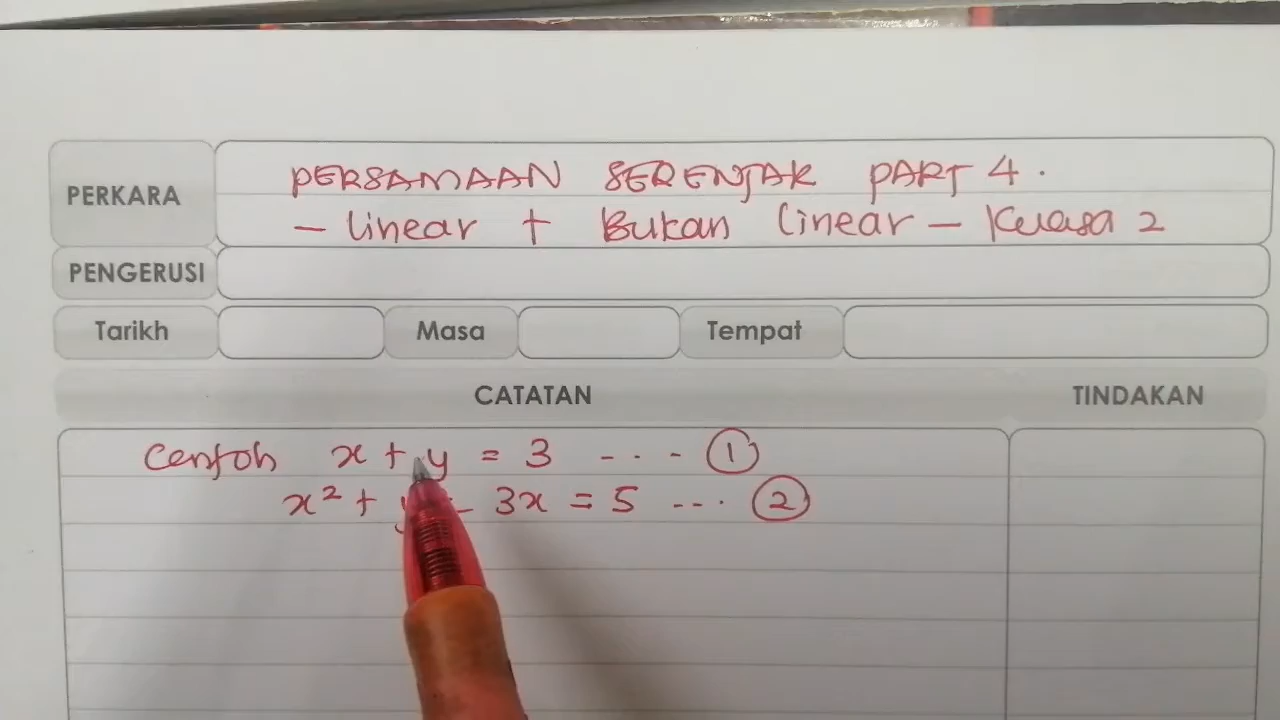 PERKARA
PERSAMAAN SERENTAK PART 4.
- linear + Bukan linear - Kuasa 2
PENGERUSI
Tarikh Masa Tempat
CATATAN TINDAKAN
Contoh x + y = 3 ---- ①
x² + y - 3x = 5 ---- ②